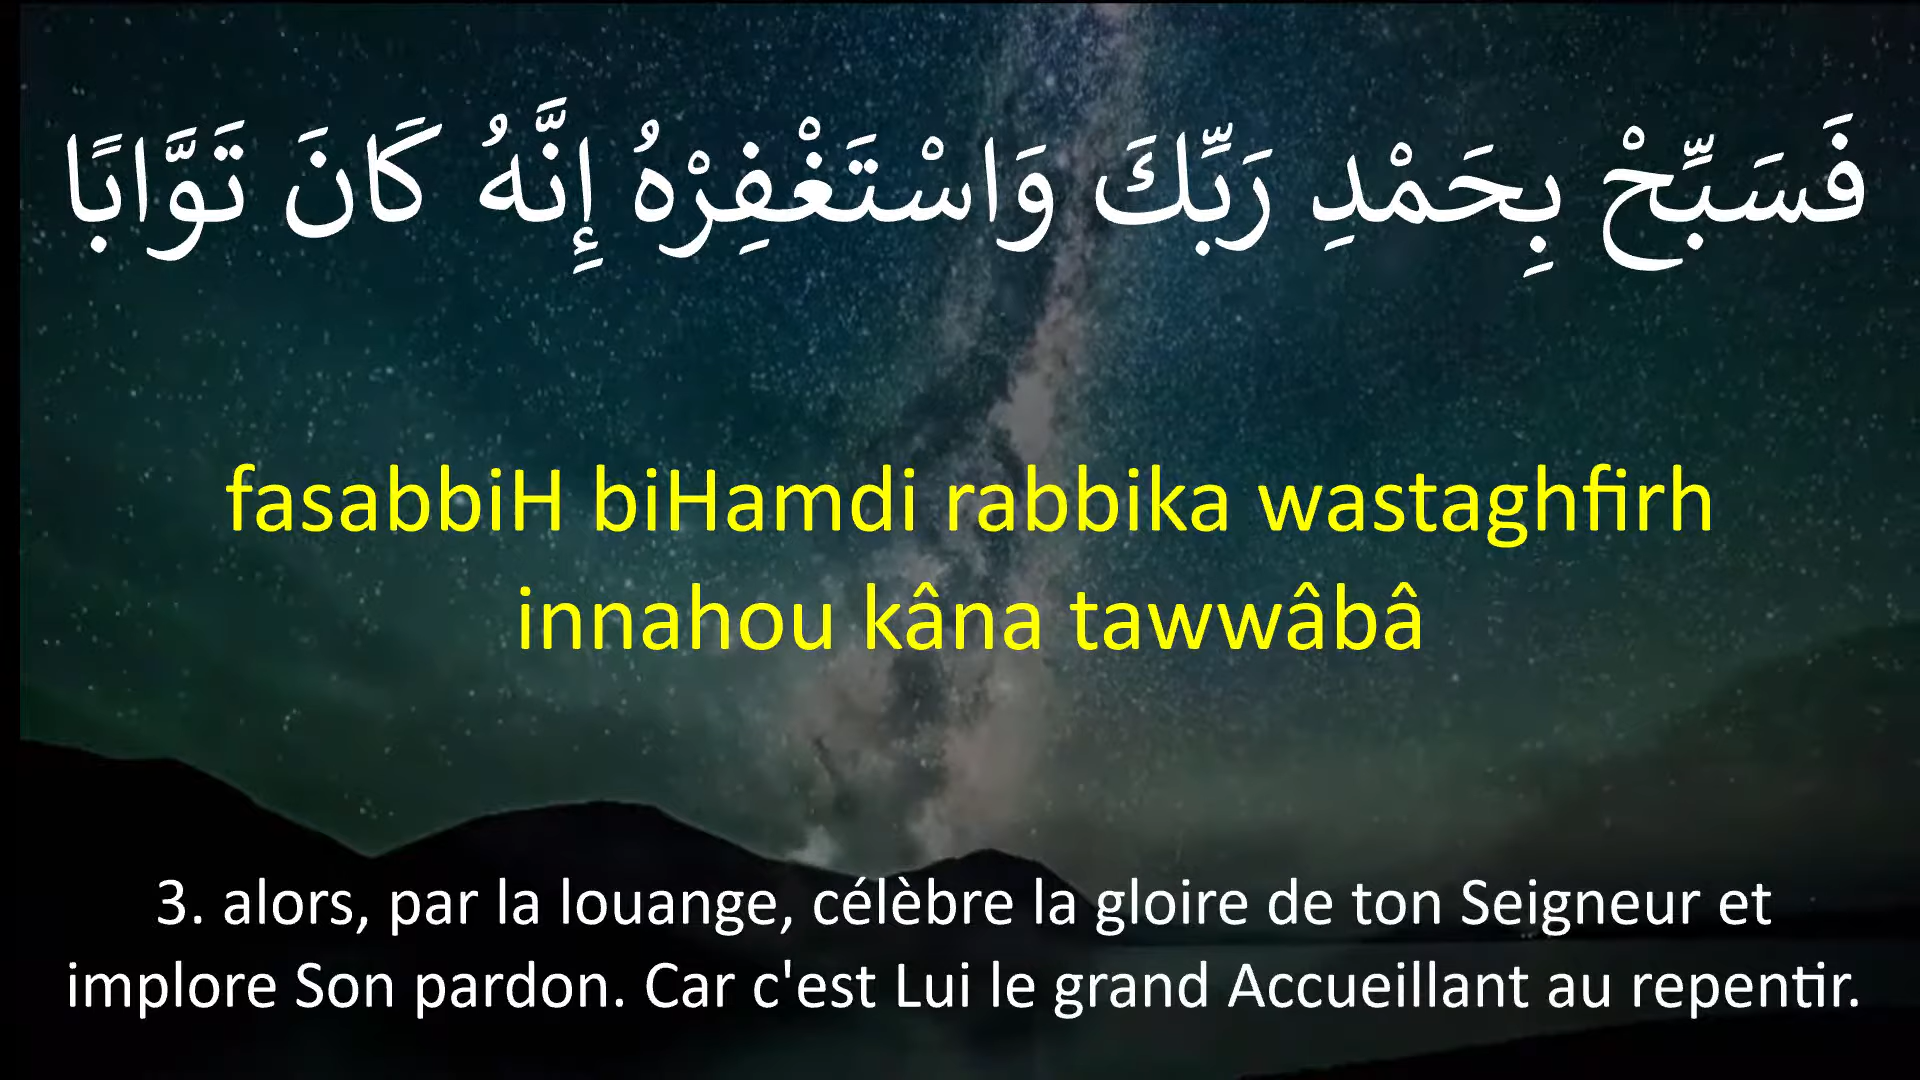 فَسَبِّحْ بِحَمْدِ رَبِّكَ وَاسْتَغْفِرْهُ إِنَّهُ كَانَ تَوَّابًا
fasabbiH biHamdi rabbika wastaghfirh
innahou kâna tawwâbâ
3. alors, par la louange, célèbre la gloire de ton Seigneur et
implore Son pardon. Car c'est Lui le grand Accueillant au repentir.